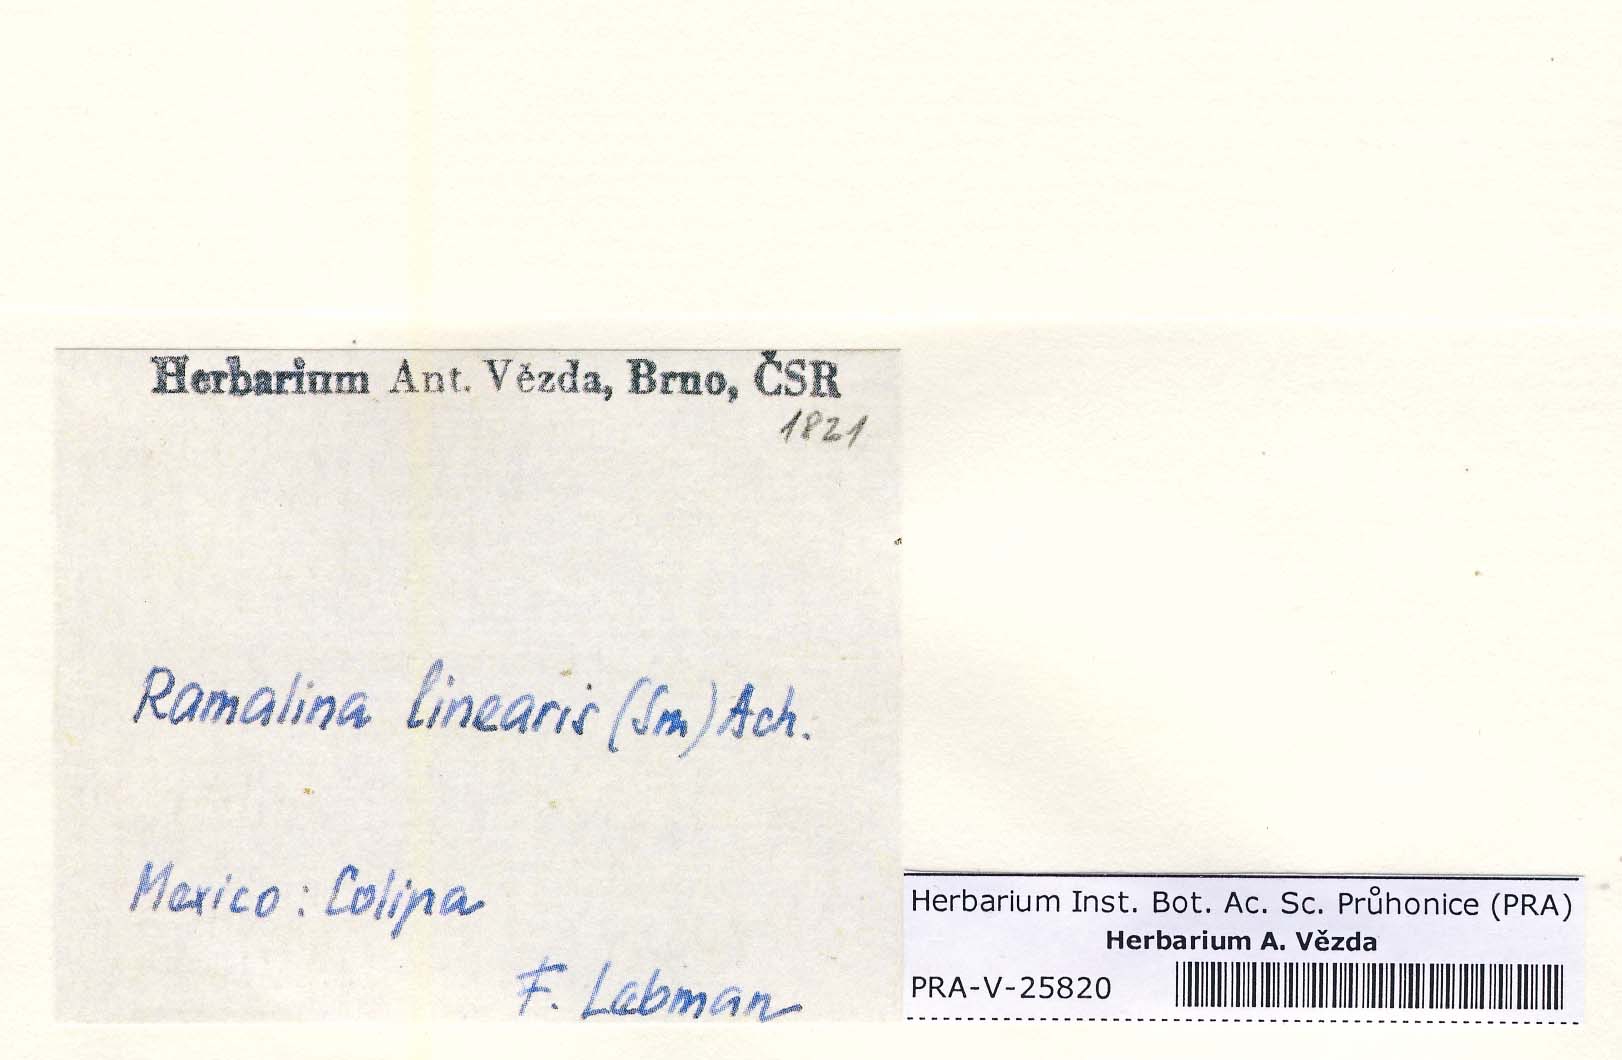 Herbarium Ant. Vězda, Brno, ČSR
1821
Ramalina linearis (Sm) Ach.
Mexico: Colipa
F. Labman
Herbarium Inst. Bot. Ac. Sc. Průhonice (PRA)
Herbarium A. Vězda
PRA-V-25820